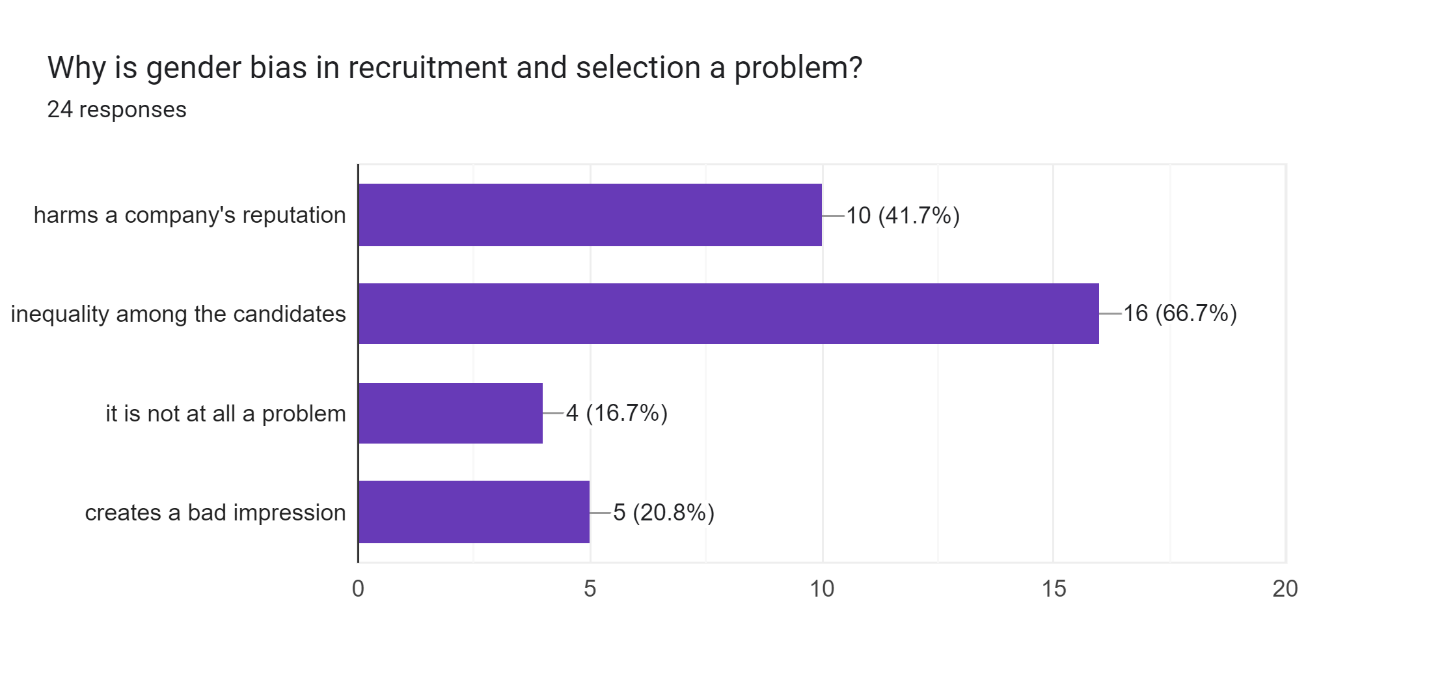 Why is gender bias in recruitment and selection a problem?
24 responses
harms a company's reputation
10 (41.7%)
inequality among the candidates
16 (66.7%)
it is not at all a problem
4 (16.7%)
creates a bad impression
5 (20.8%)
0 5 10 15 20